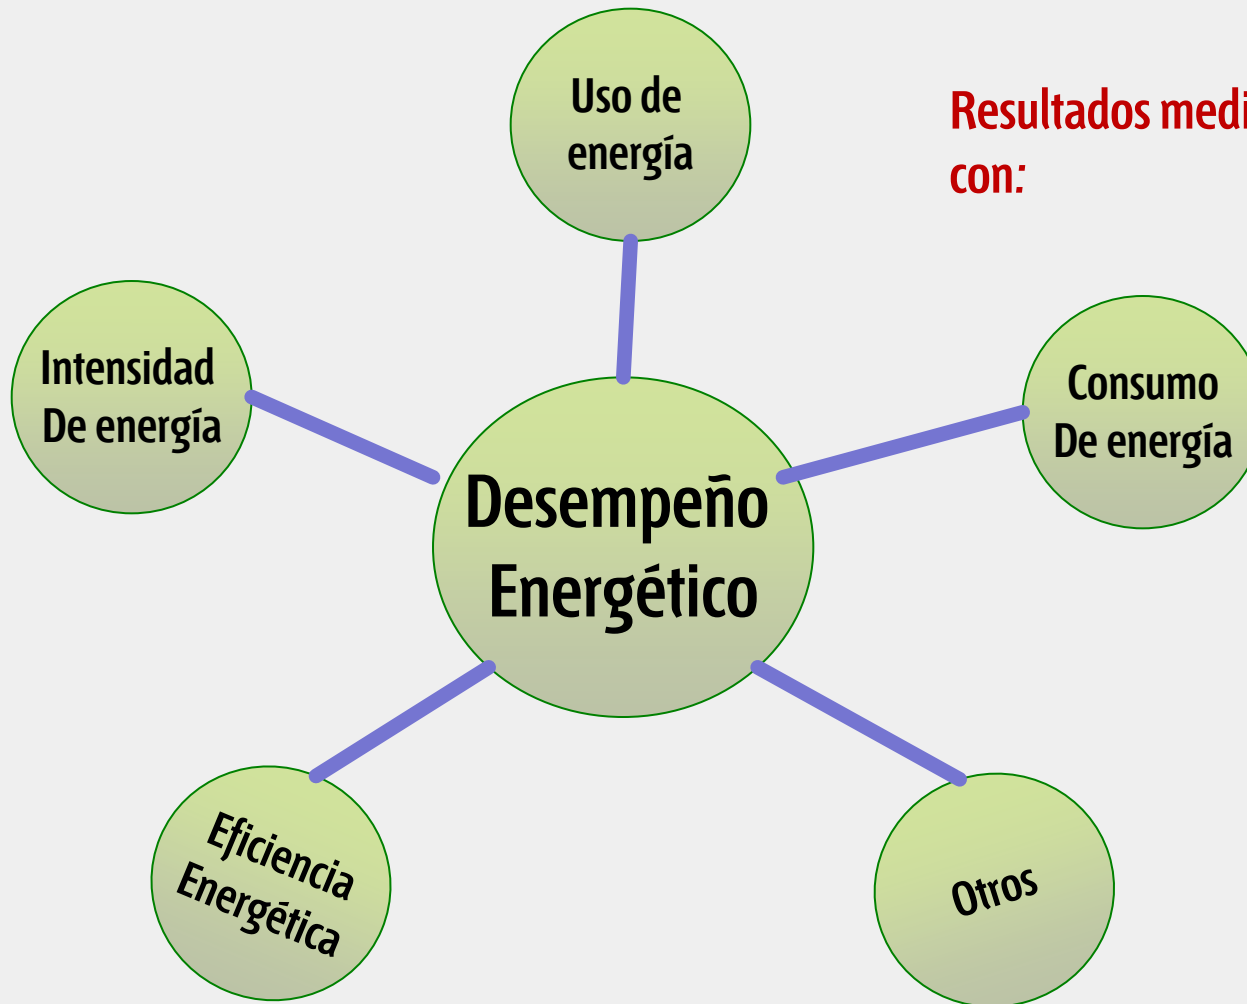 Uso de
energía
Resultados medi
con:
Intensidad
De energía
Consumo
De energía
Desempeño
Energético
Eficiencia
Energética
Otros